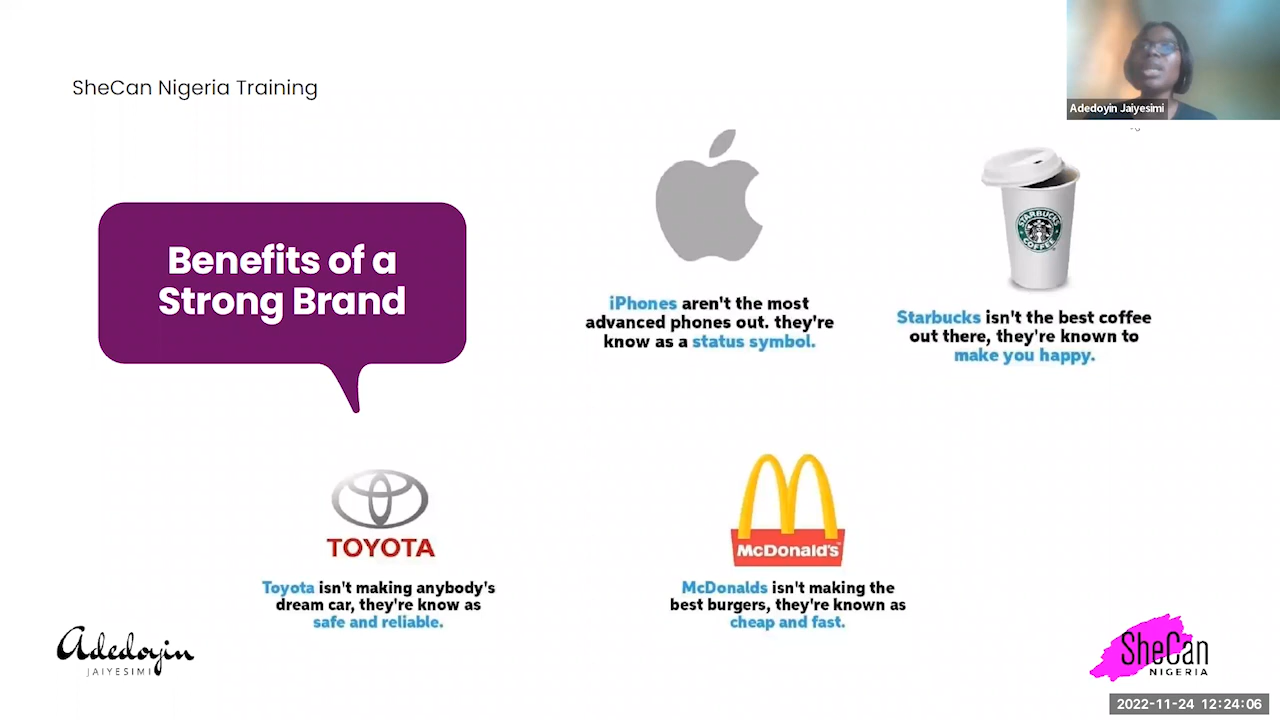 SheCan Nigeria Training
Adedoyin Jaiyesimi
Benefits of a
Strong Brand
iPhones aren't the most
advanced phones out. they're
know as a status symbol.
STARBUCKS
COFFEE
Starbucks isn't the best coffee
out there, they're known to
make you happy.
TOYOTA
Toyota isn't making anybody's
dream car, they're know as
safe and reliable.
McDonald's
McDonalds isn't making the
best burgers, they're known as
cheap and fast.
Adedoyin
JAIYESIMI
SheCan
NIGERIA
2022-11-24 12:24:06